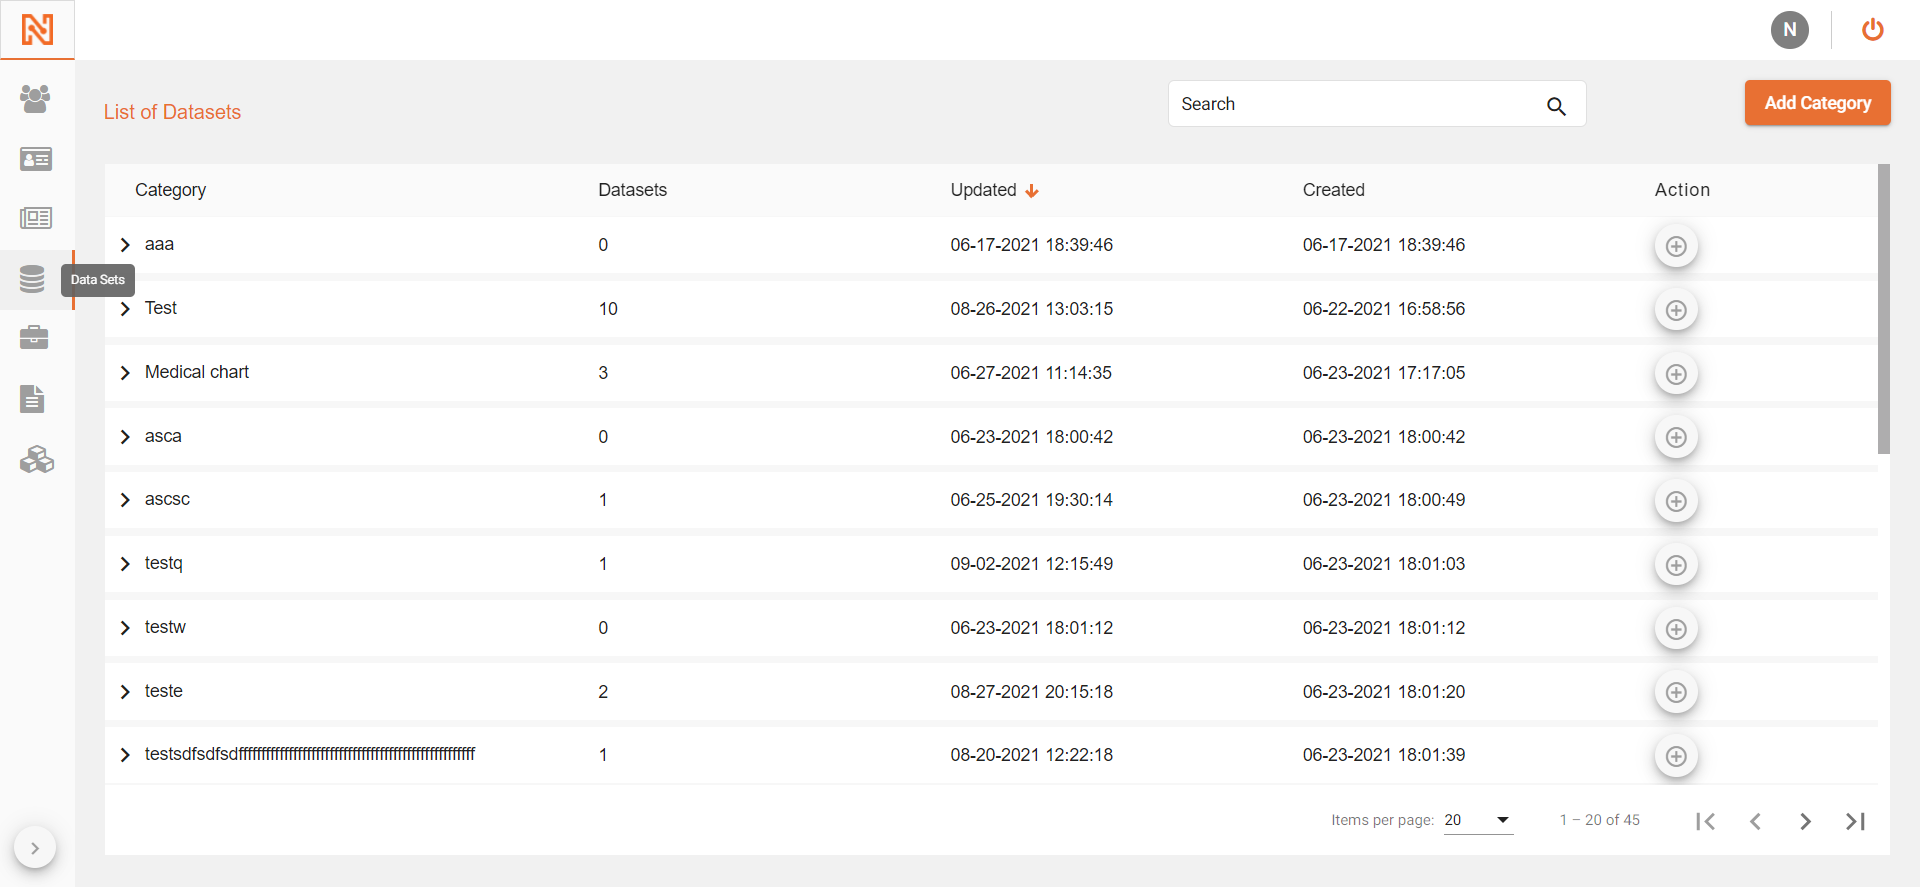 N
List of Datasets
Search
Add Category
Category Datasets Updated Created Action
aaa 0 06-17-2021 18:39:46 06-17-2021 18:39:46
Data Sets
Test 10 08-26-2021 13:03:15 06-22-2021 16:58:56
Medical chart 3 06-27-2021 11:14:35 06-23-2021 17:17:05
asca 0 06-23-2021 18:00:42 06-23-2021 18:00:42
ascsc 1 06-25-2021 19:30:14 06-23-2021 18:00:49
testq 1 09-02-2021 12:15:49 06-23-2021 18:01:03
testw 0 06-23-2021 18:01:12 06-23-2021 18:01:12
teste 2 08-27-2021 20:15:18 06-23-2021 18:01:20
1 08-20-2021 12:22:18 06-23-2021 18:01:39
Items per page: 20 1 – 20 of 45